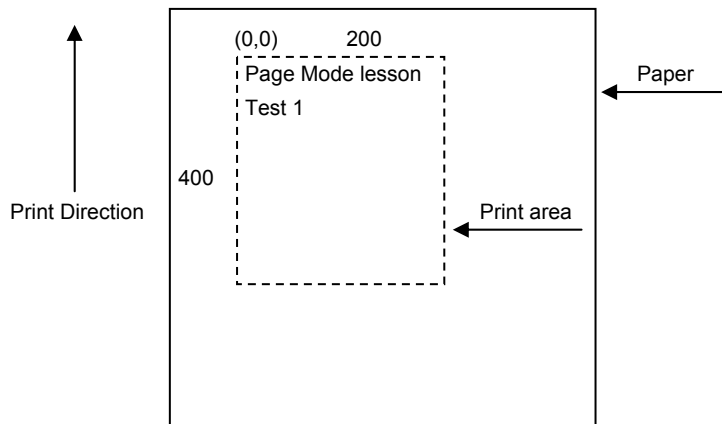 (0,0) 200
Page Mode lesson
Paper
Test 1
400
Print Direction
Print area